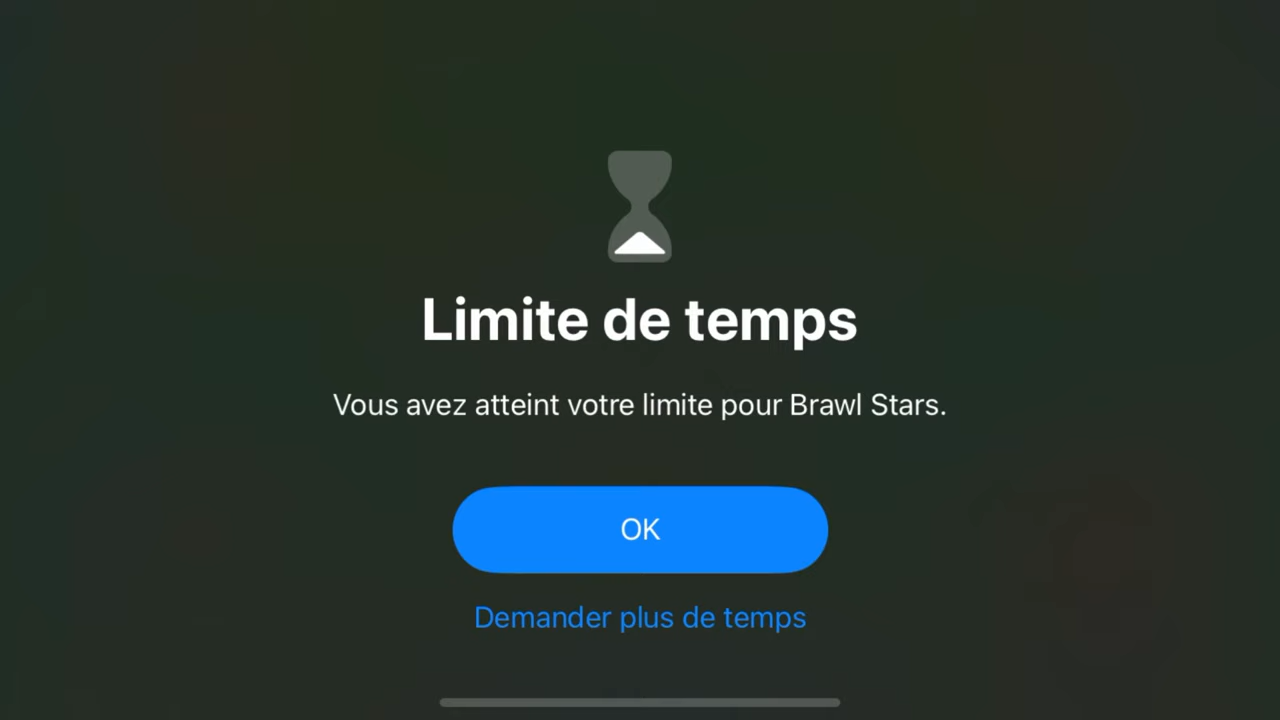 Limite de temps
Vous avez atteint votre limite pour Brawl Stars.
OK
Demander plus de temps